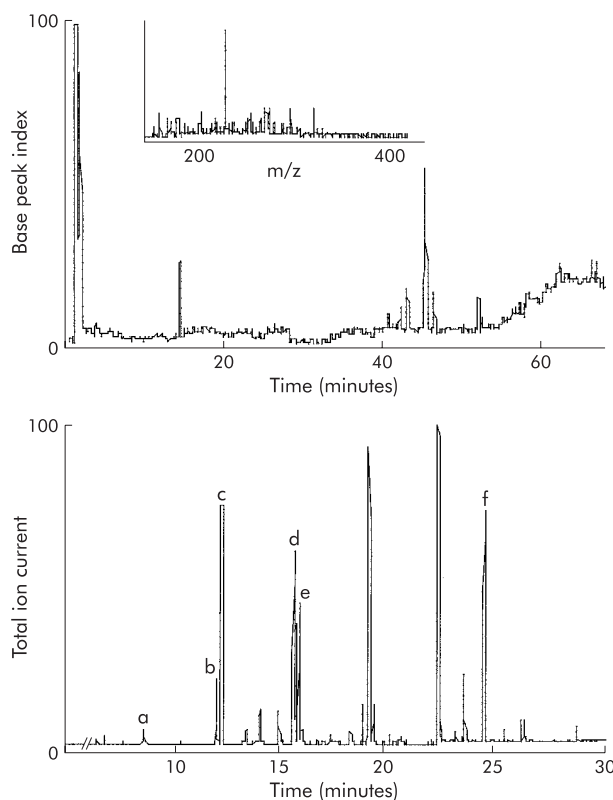 100
Base peak index
0
200
400
m/z
20
40
60
Time (minutes)
100
Total ion current
0
a
b
c
d
e
f
10
15
20
25
30
Time (minutes)